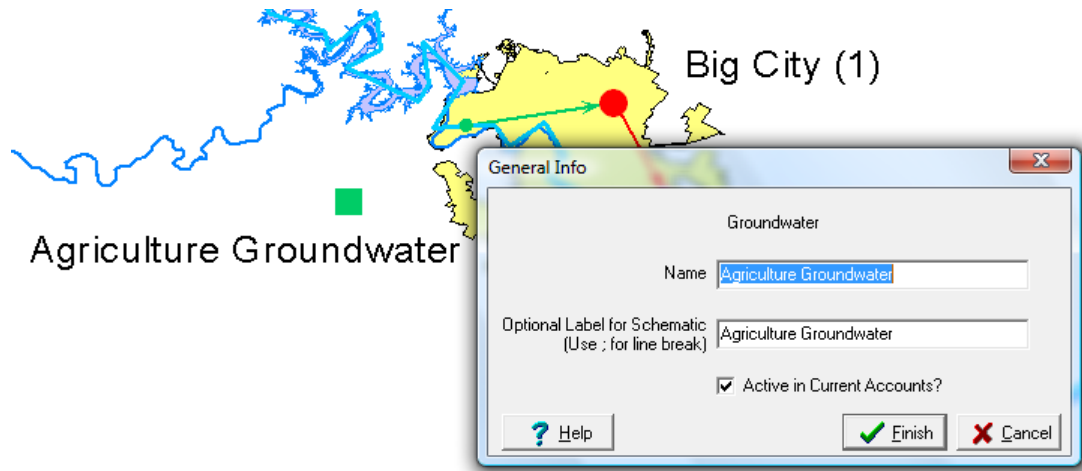 Big City (1)
Agriculture Groundwater
General Info
Groundwater
Name
Agriculture Groundwater
Optional Label for Schematic
(Use ; for line break)
Agriculture Groundwater
Active in Current Accounts?
Help
Finish
Cancel